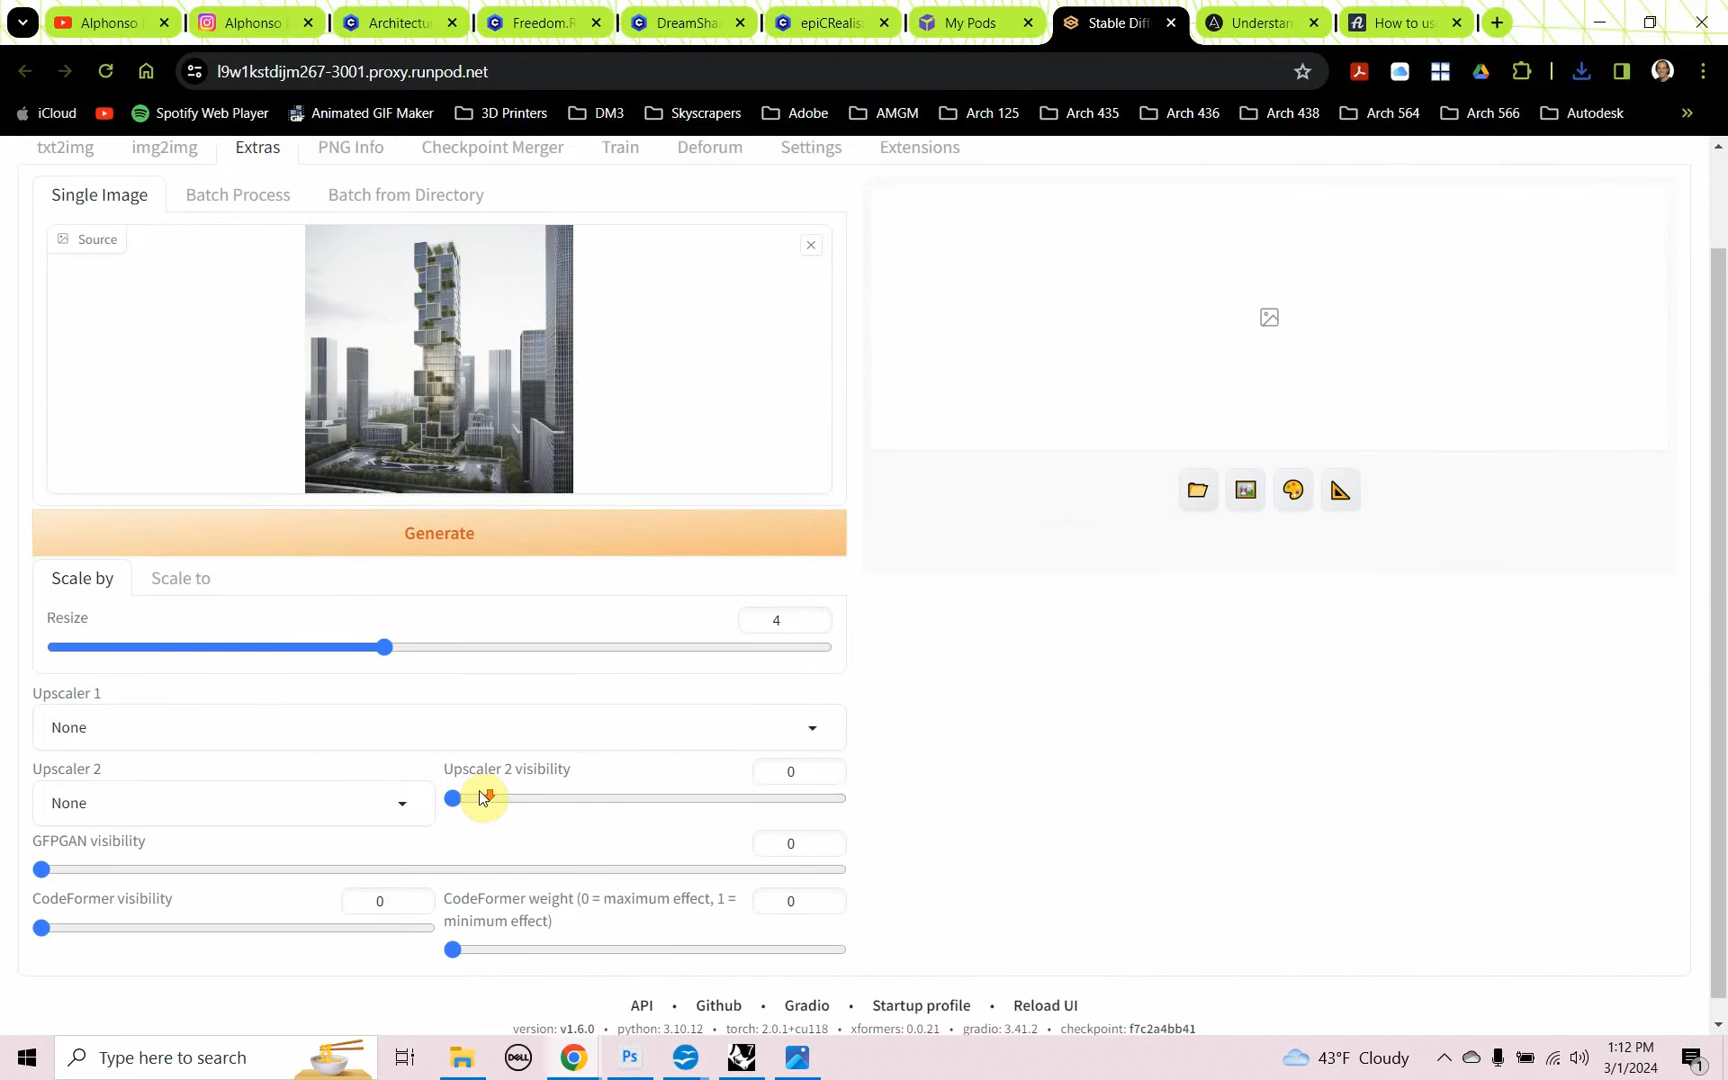 Alphonso
Alphonso
Architectu
Freedom.R
DreamSha
epiCRealis
My Pods
Stable Diff
Understan
How to us
l9w1kstdijm267-3001.proxy.runpod.net
iCloud
Spotify Web Player
Animated GIF Maker
3D Printers
DM3
Skyscrapers
Adobe
AMGM
Arch 125
Arch 435
Arch 436
Arch 438
Arch 564
Arch 566
Autodesk
txt2img
img2img
Extras
PNG Info
Checkpoint Merger
Train
Deforum
Settings
Extensions
Single Image
Batch Process
Batch from Directory
Source
Generate
Scale by
Scale to
Resize
4
Upscaler 1
None
Upscaler 2
None
Upscaler 2 visibility
0
GFPGAN visibility
0
CodeFormer visibility
0
CodeFormer weight (0 = maximum effect, 1 =
minimum effect)
0
API • Github • Gradio • Startup profile • Reload UI
version: v1.6.0 • python: 3.10.12 • torch: 2.0.1+cu118 • xformers: 0.0.21 • gradio: 3.41.2 • checkpoint: f7c2a4bb41
Type here to search
DELL
Ps
7
43°F Cloudy
1:12 PM
3/1/2024
1